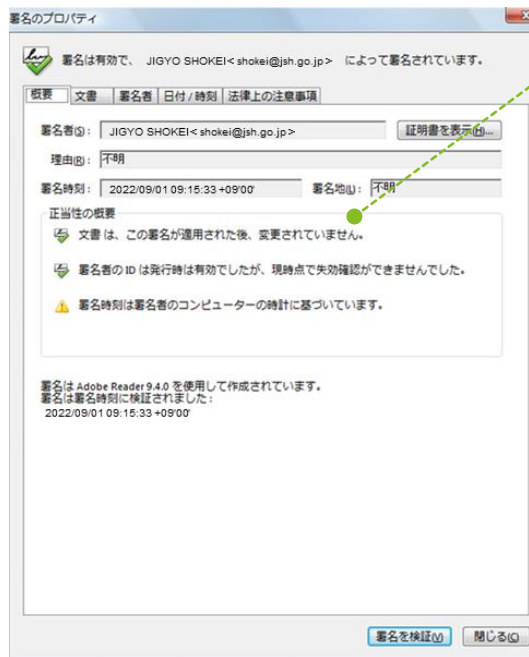 署名のプロパティ
署名は有効で、 JIGYO SHOKEI< shokei@jsh.go.jp> によって署名されています。
概要 文書 署名者 日付/時刻 法律上の注意事項
署名者(S): JIGYO SHOKEI< shokei@jsh.go.jp> 証明書を表示(H)...
理由(R): 不明
署名時刻: 2022/09/01 09:15:33 +09'00' 署名地(L): 不明
正当性の概要
文書 は、この署名が適用された後、変更されていません。
署名者の ID は発行時は有効でしたが、現時点で失効確認ができませんでした。
署名時刻は署名者のコンピューターの時計に基づいています。
署名は Adobe Reader 9.4.0 を使用して作成されています。
署名は署名時刻に検証されました:
2022/09/01 09:15:33 +09'00'
署名を検証(V) 閉じる(C)